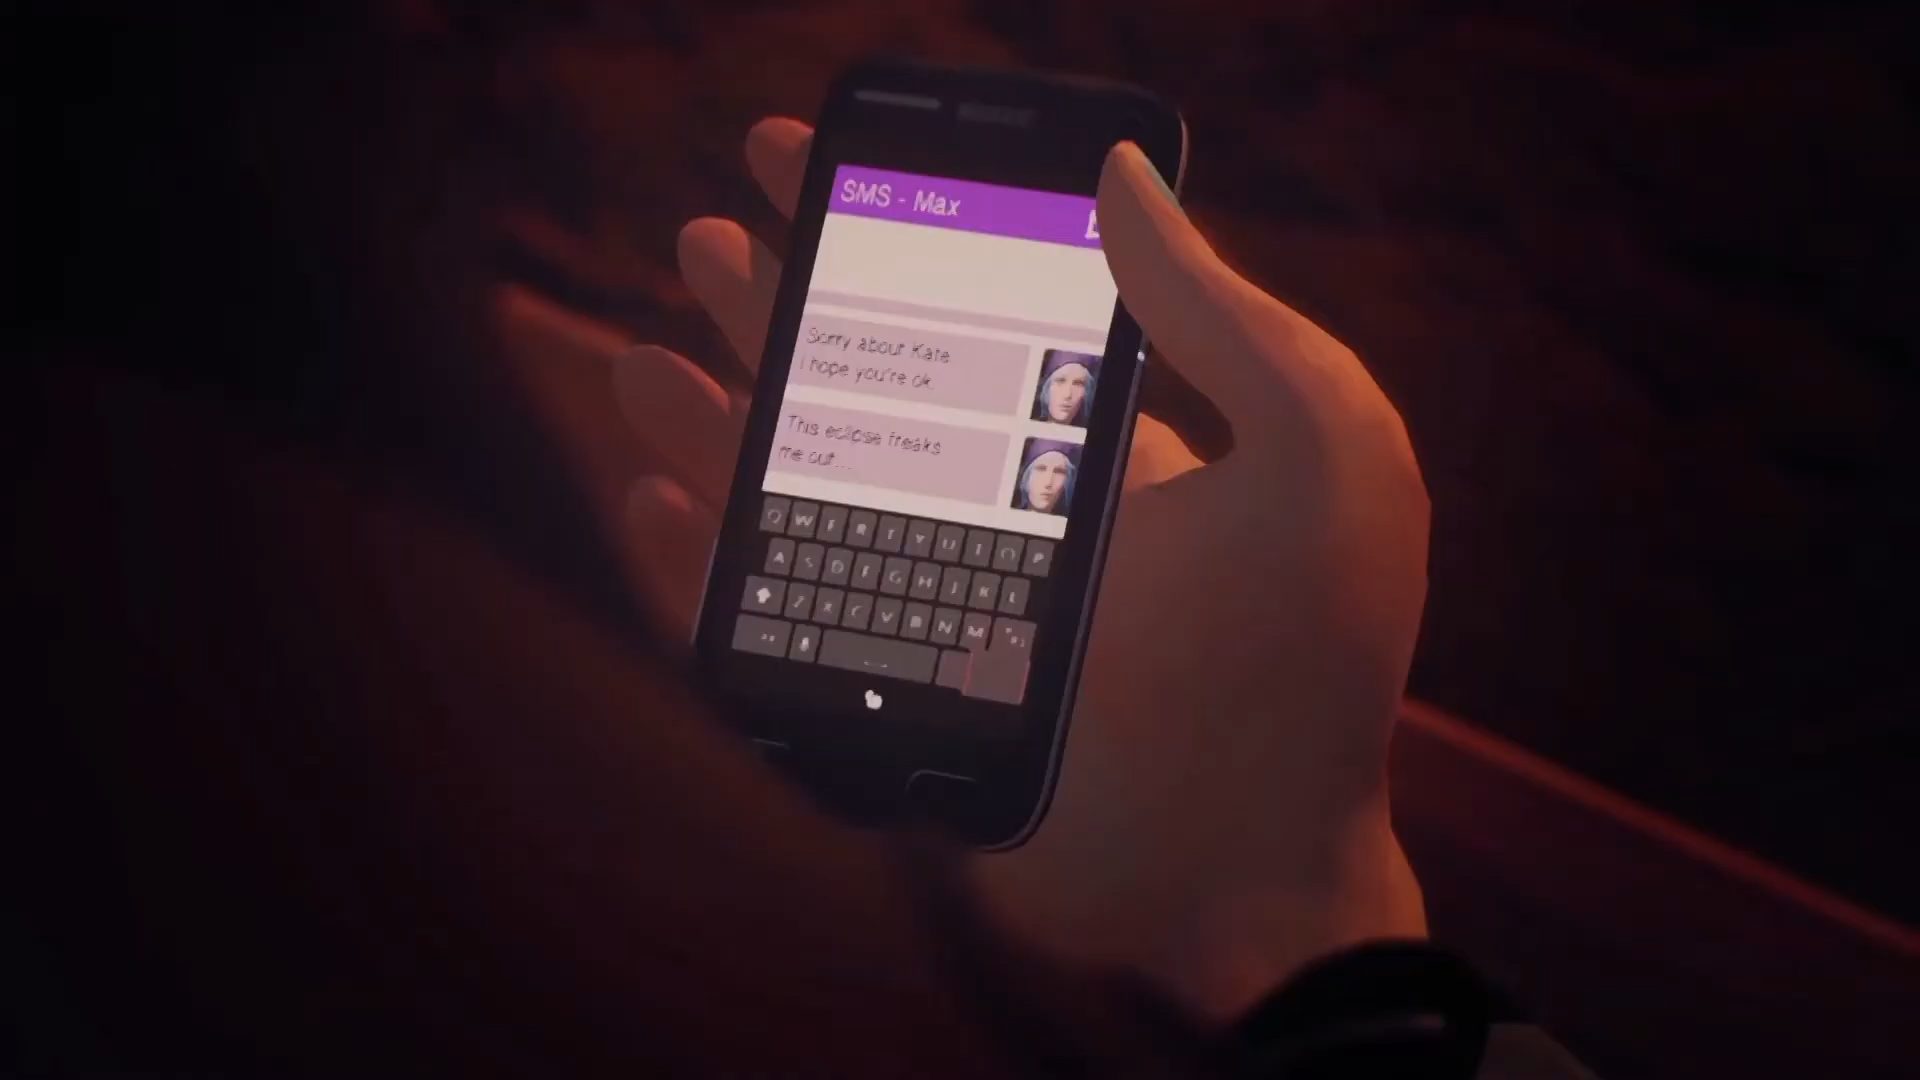 SMS - Max
Sorry about Kate
I hope you're ok.
This eclipse freaks
me out...
Q W E R T Y U I O P
A S D F G H J K L
Z X C V B N M